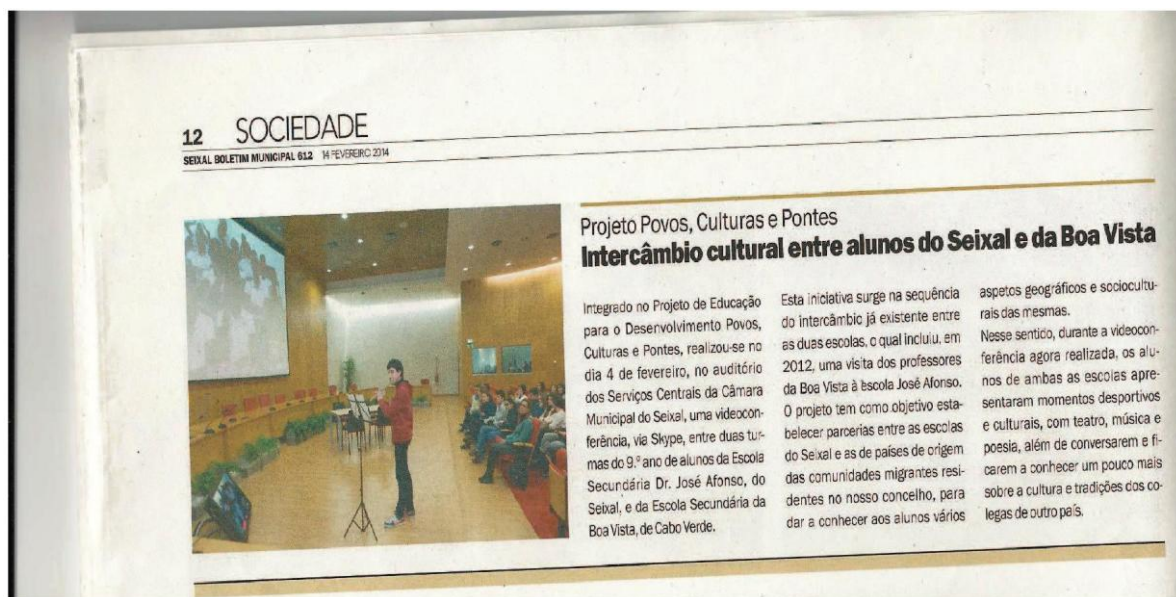 12 SOCIEDADE
SEIXAL BOLETIM MUNICIPAL 612 14 FEVEREIRO 2014
Projeto Povos, Culturas e Pontes
Intercâmbio cultural entre alunos do Seixal e da Boa Vista
Integrado no Projeto de Educação
para o Desenvolvimento Povos,
Culturas e Pontes, realizou-se no
dia 4 de fevereiro, no auditório
dos Serviços Centrais da Câmara
Municipal do Seixal, uma videocon-
ferência, via Skype, entre duas tur-
mas do 9.º ano de alunos da Escola
Secundária Dr. José Afonso, do
Seixal, e da Escola Secundária da
Boa Vista, de Cabo Verde.
Esta iniciativa surge na sequência
do intercâmbio já existente entre
as duas escolas, o qual incluiu, em
2012, uma visita dos professores
da Boa Vista à Escola José Afonso.
O projeto tem como objetivo esta-
belecer parcerias entre as escolas
do Seixal e as de países de origem
das comunidades migrantes resi-
dentes no nosso concelho, para
dar a conhecer aos alunos vários
aspetos geográficos e sociocultu-
rais das mesmas.
Nesse sentido, durante a videocon-
ferência agora realizada, os alu-
nos de ambas as escolas apre-
sentaram momentos desportivos
e culturais, com teatro, música e
poesia, além de conversarem e fi-
carem a conhecer um pouco mais
sobre a cultura e tradições dos co-
legas de outro país.